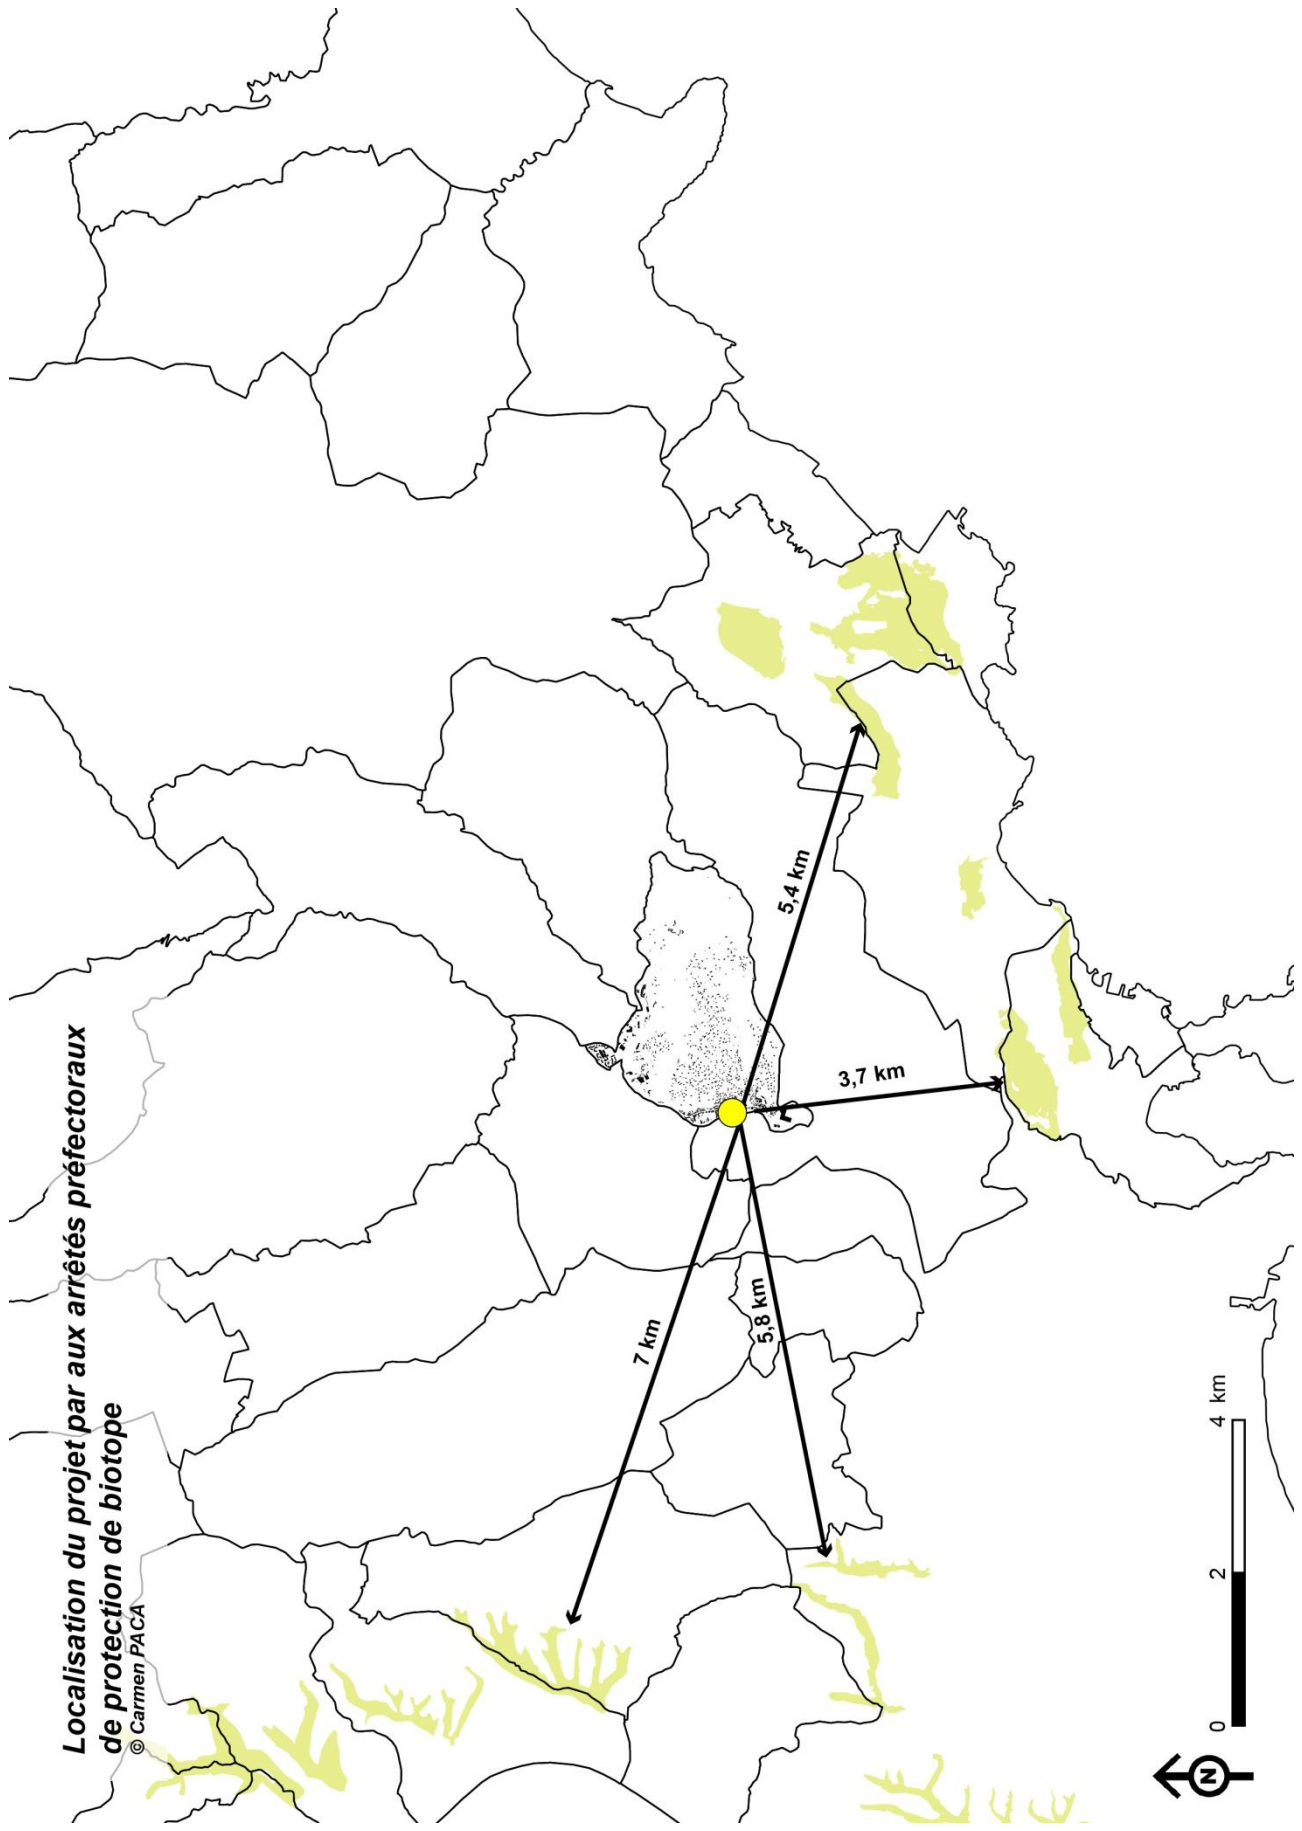 Localisation du projet par aux arrêtés préfectoraux
de protection de biotope
© Carmen PACA
7 km
5,8 km
3,7 km
5,4 km
N
0 2 4 km